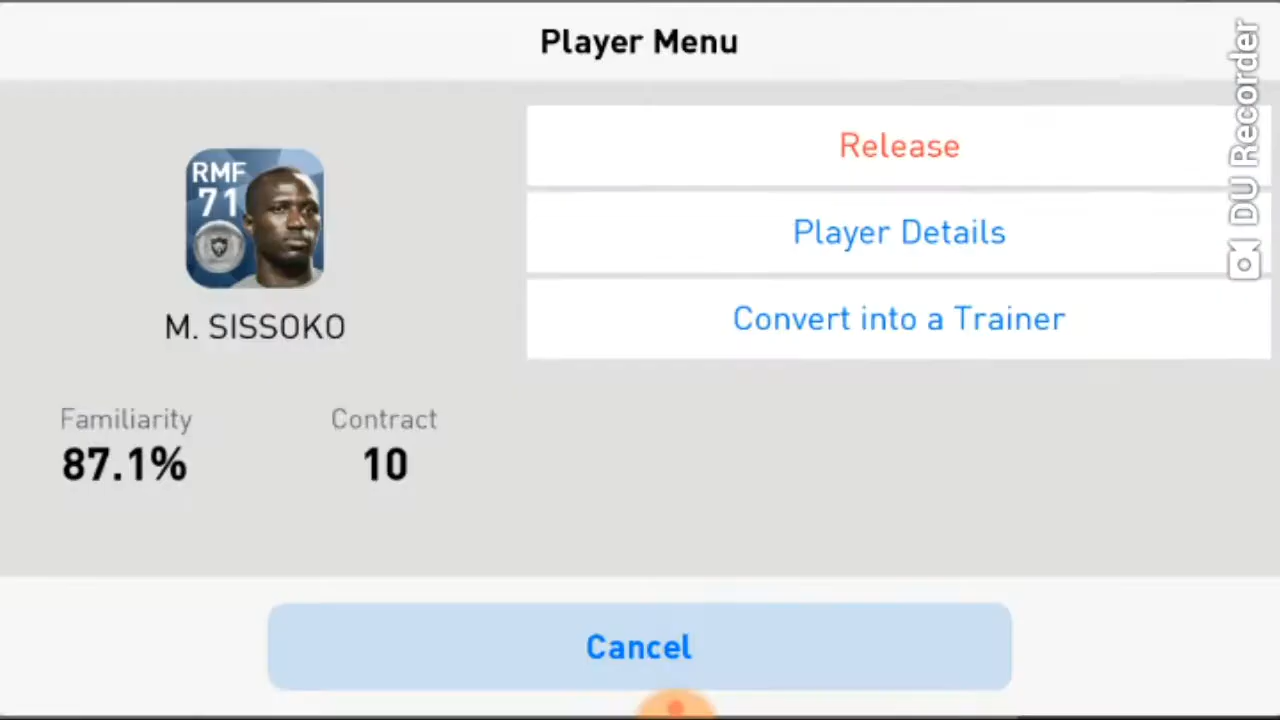 Player Menu
RMF
71
M. SISSOKO
Familiarity
87.1%
Contract
10
Release
Player Details
Convert into a Trainer
Cancel
DU Recorder